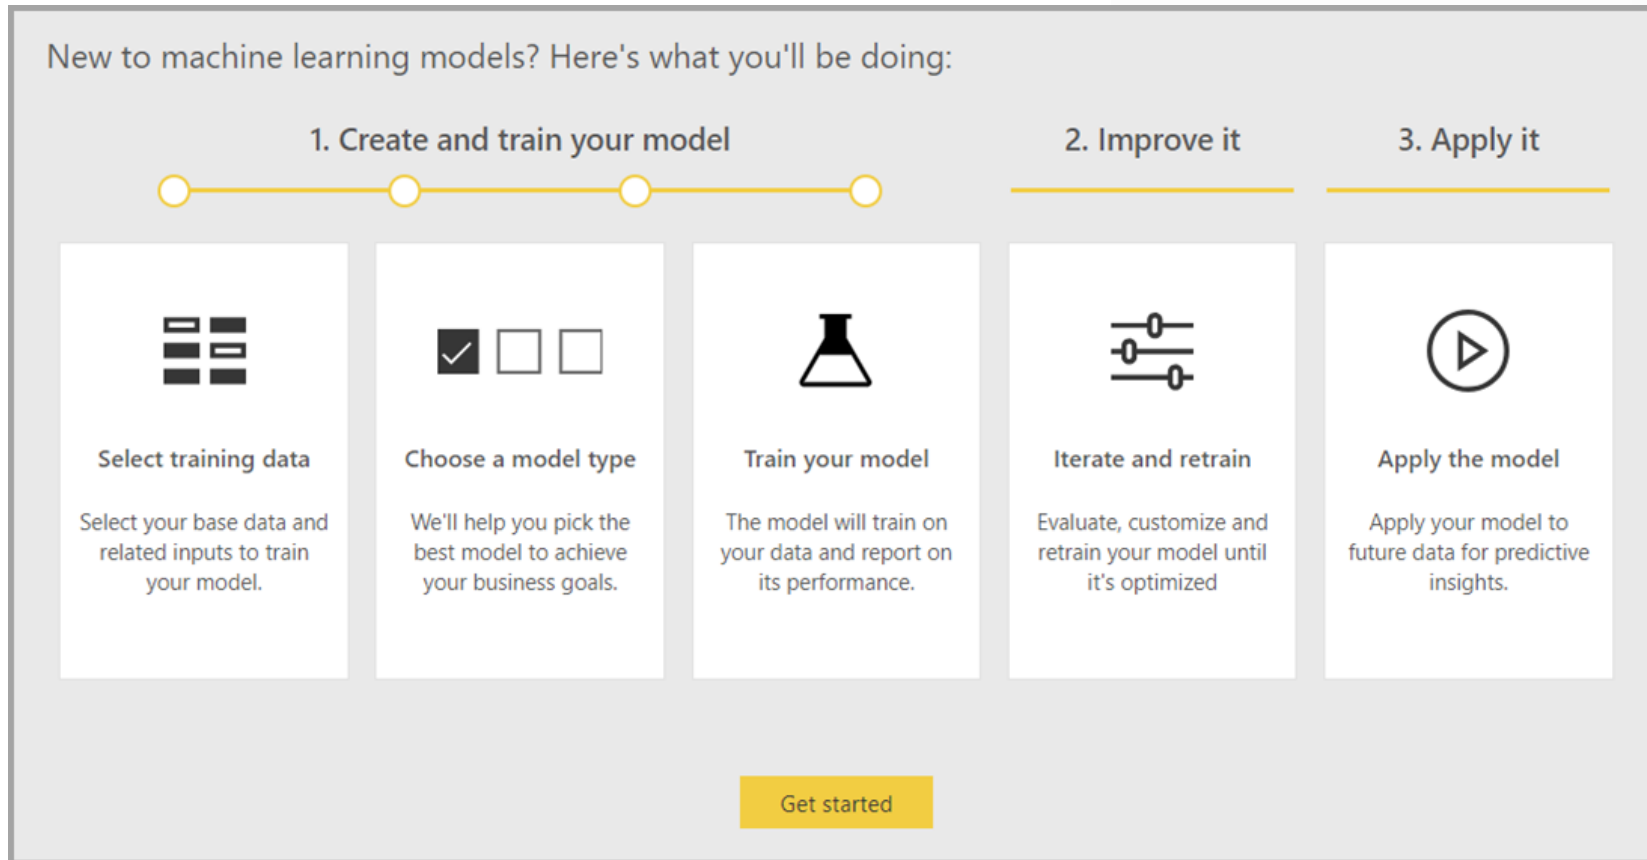 New to machine learning models? Here's what you'll be doing:
1. Create and train your model
2. Improve it
3. Apply it
Select training data
Select your base data and
related inputs to train
your model.
Choose a model type
We'll help you pick the
best model to achieve
your business goals.
Train your model
The model will train on
your data and report on
its performance.
Iterate and retrain
Evaluate, customize and
retrain your model until
it's optimized
Apply the model
Apply your model to
future data for predictive
insights.
Get started